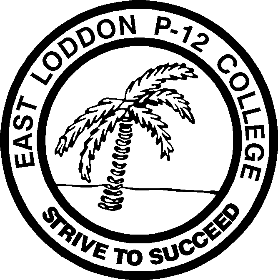 EAST LODDON P-12 COLLEGE
STRIVE TO SUCCEED